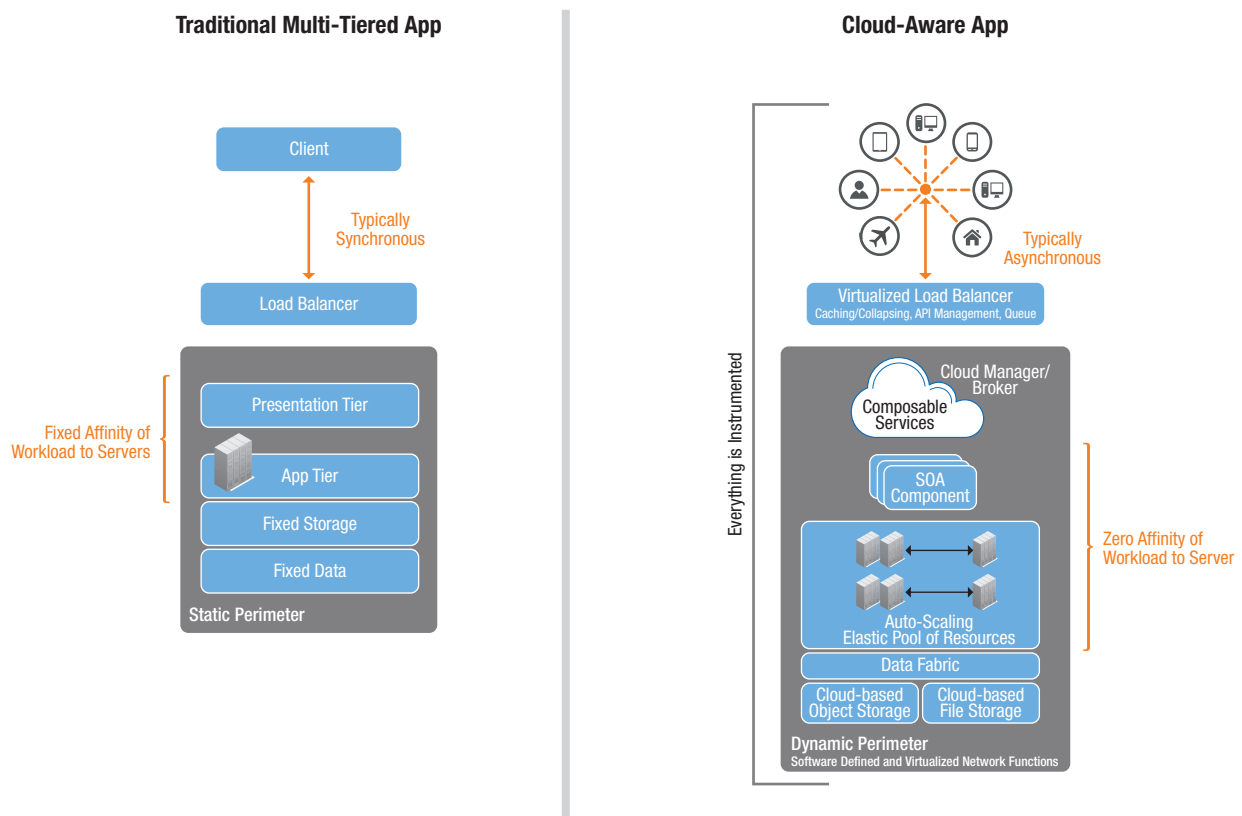 Traditional Multi-Tiered App
Client
Typically
Synchronous
Load Balancer
Presentation Tier
Fixed Affinity of
Workload to Servers
App Tier
Fixed Storage
Fixed Data
Static Perimeter
Cloud-Aware App
Typically
Asynchronous
Virtualized Load Balancer
Caching/Collapsing, API Management, Queue
Everything is Instrumented
Cloud Manager/
Broker
Composable
Services
SOA
Component
Zero Affinity of
Workload to Server
Auto-Scaling
Elastic Pool of Resources
Data Fabric
Cloud-based
Object Storage
Cloud-based
File Storage
Dynamic Perimeter
Software Defined and Virtualized Network Functions